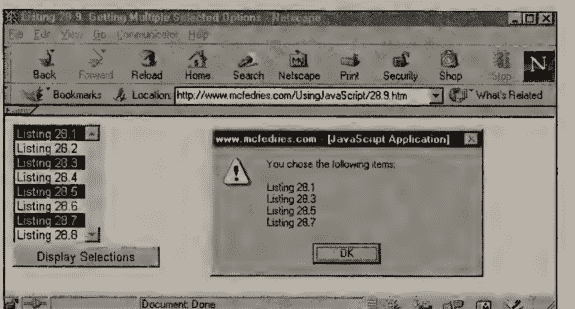 Listing 28.9. Getting Multiple Selected Options - Netscape
File Edit View Go Communicator Help
Back Forward Reload Home Search Netscape Print Security Shop Stop N
Bookmarks Location: http://www.mcfedries.com/UsingJavaScript/28.9.htm What's Related
Listing 28.1
Listing 28.2
Listing 28.3
Listing 28.4
Listing 28.5
Listing 28.6
Listing 28.7
Listing 28.8
Display Selections
www.mcfedries.com - [JavaScript Application]
You chose the following items:
Listing 28.1
Listing 28.3
Listing 28.5
Listing 28.7
OK
Document: Done